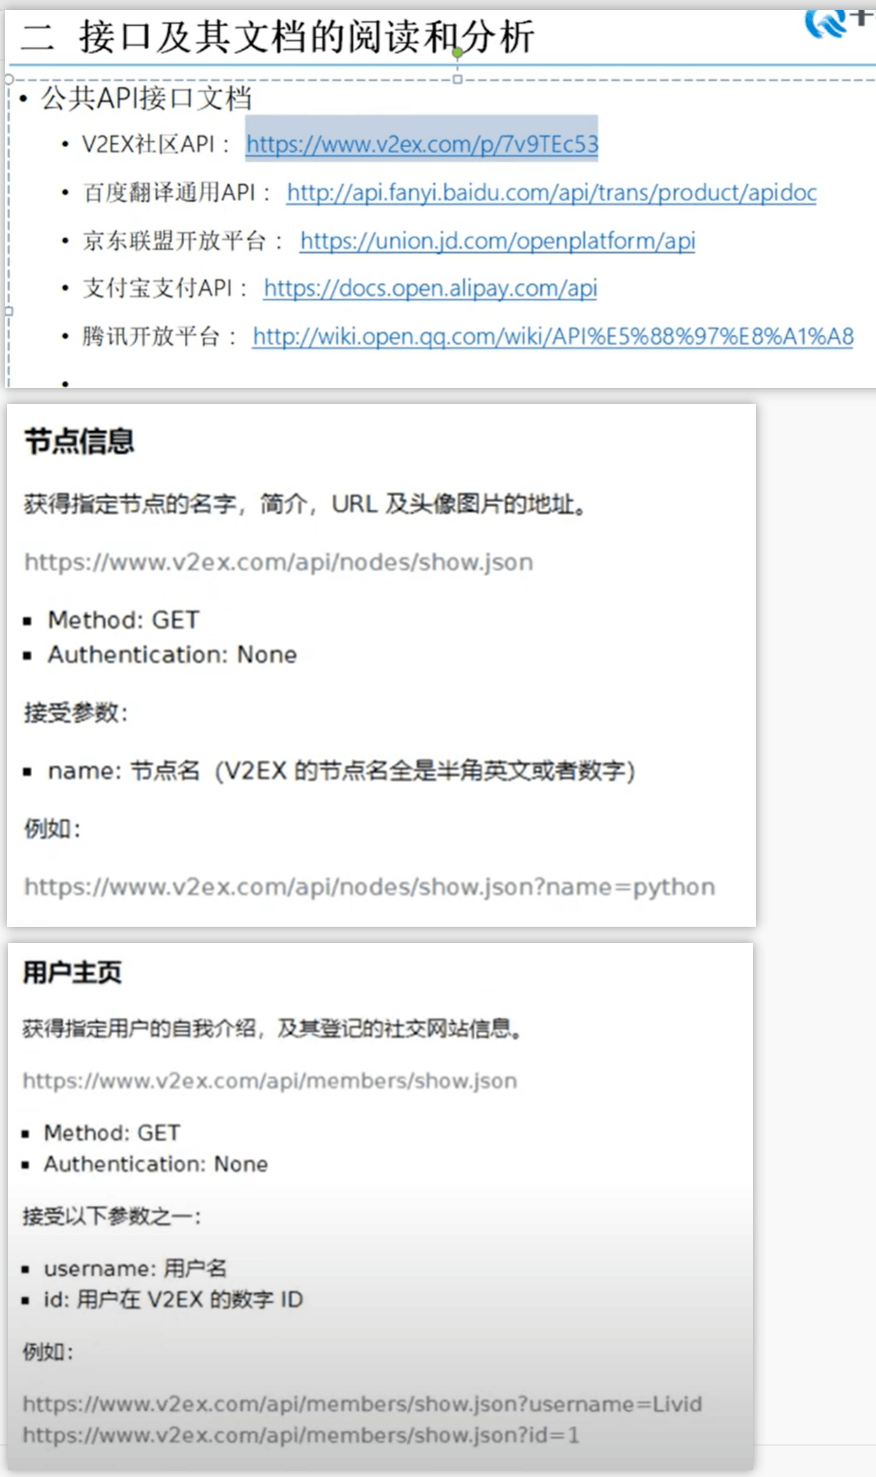 二 接口及其文档的阅读和分析
• 公共API接口文档
• V2EX社区API： https://www.v2ex.com/p/7v9TEc53
• 百度翻译通用API： http://api.fanyi.baidu.com/api/trans/product/apidoc
• 京东联盟开放平台： https://union.jd.com/openplatform/api
• 支付宝支付API： https://docs.open.alipay.com/api
• 腾讯开放平台： http://wiki.open.qq.com/wiki/API%E5%88%97%E8%A1%A8
节点信息
获得指定节点的名字，简介，URL 及头像图片的地址。
https://www.v2ex.com/api/nodes/show.json
▪ Method: GET
▪ Authentication: None
接受参数：
▪ name: 节点名（V2EX 的节点名全是半角英文或者数字）
例如：
https://www.v2ex.com/api/nodes/show.json?name=python
用户主页
获得指定用户的自我介绍，及其登记的社交网站信息。
https://www.v2ex.com/api/members/show.json
▪ Method: GET
▪ Authentication: None
接受以下参数之一：
▪ username: 用户名
▪ id: 用户在 V2EX 的数字 ID
例如：
https://www.v2ex.com/api/members/show.json?username=Livid
https://www.v2ex.com/api/members/show.json?id=1